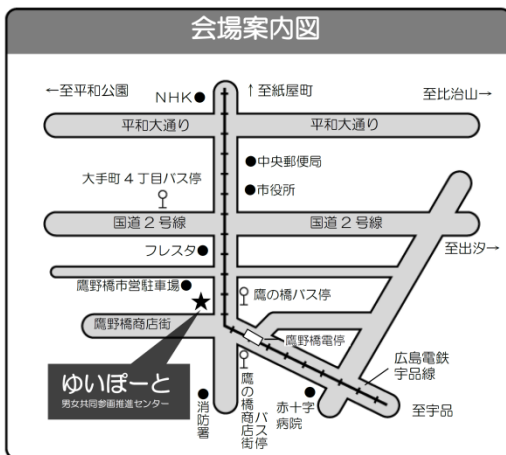 会場案内図
←至平和公園
NHK
↑至紙屋町
至比治山→
平和大通り
平和大通り
中央郵便局
大手町4丁目バス停
市役所
国道2号線
国道2号線
フレスタ
至出汐→
鷹野橋市営駐車場
鷹の橋バス停
鷹野橋商店街
鷹野橋電停
ゆいぽーと
男女共同参画推進センター
広島電鉄
宇品線
消防署
鷹の橋商店街
バス停
赤十字
病院
至宇品